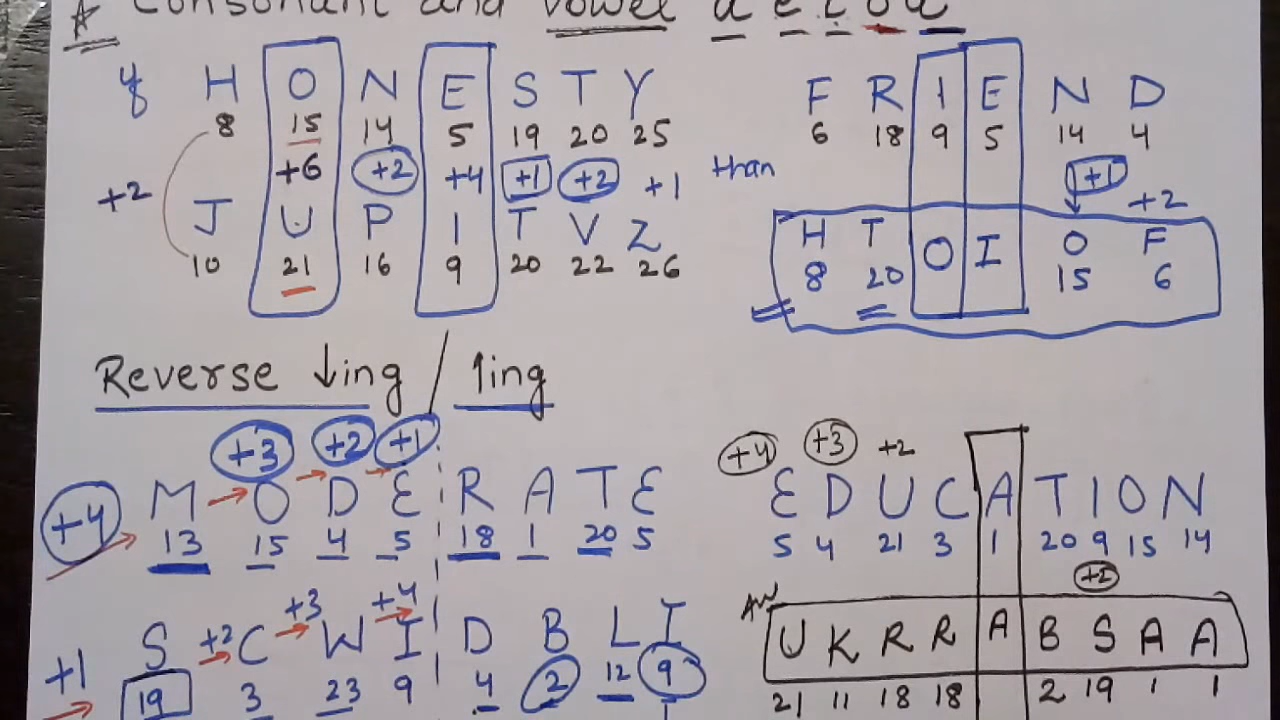 ☆ Consonant and vowel a e i o u
if H O N E S T Y
8 15 14 5 19 20 25
+2 +6 +2 +4 +1 +2 +1
J U P I T V Z
10 21 16 9 20 22 26
than
F R I E N D
6 18 9 5 14 4
+1 +2
H T O I O F
8 20 15 6
Reverse ↓ing / ↑ing
+4 +3 +2 +1
M O D E R A T E
13 15 4 5 18 1 20 5
+1 +2 +3 +4
S C W I D B L I
19 3 23 9 4 2 12 9
+4 +3 +2
E D U C A T I O N
5 4 21 3 1 20 9 15 14
Ans U K R R A B S A A
21 11 18 18 2 19 1 1